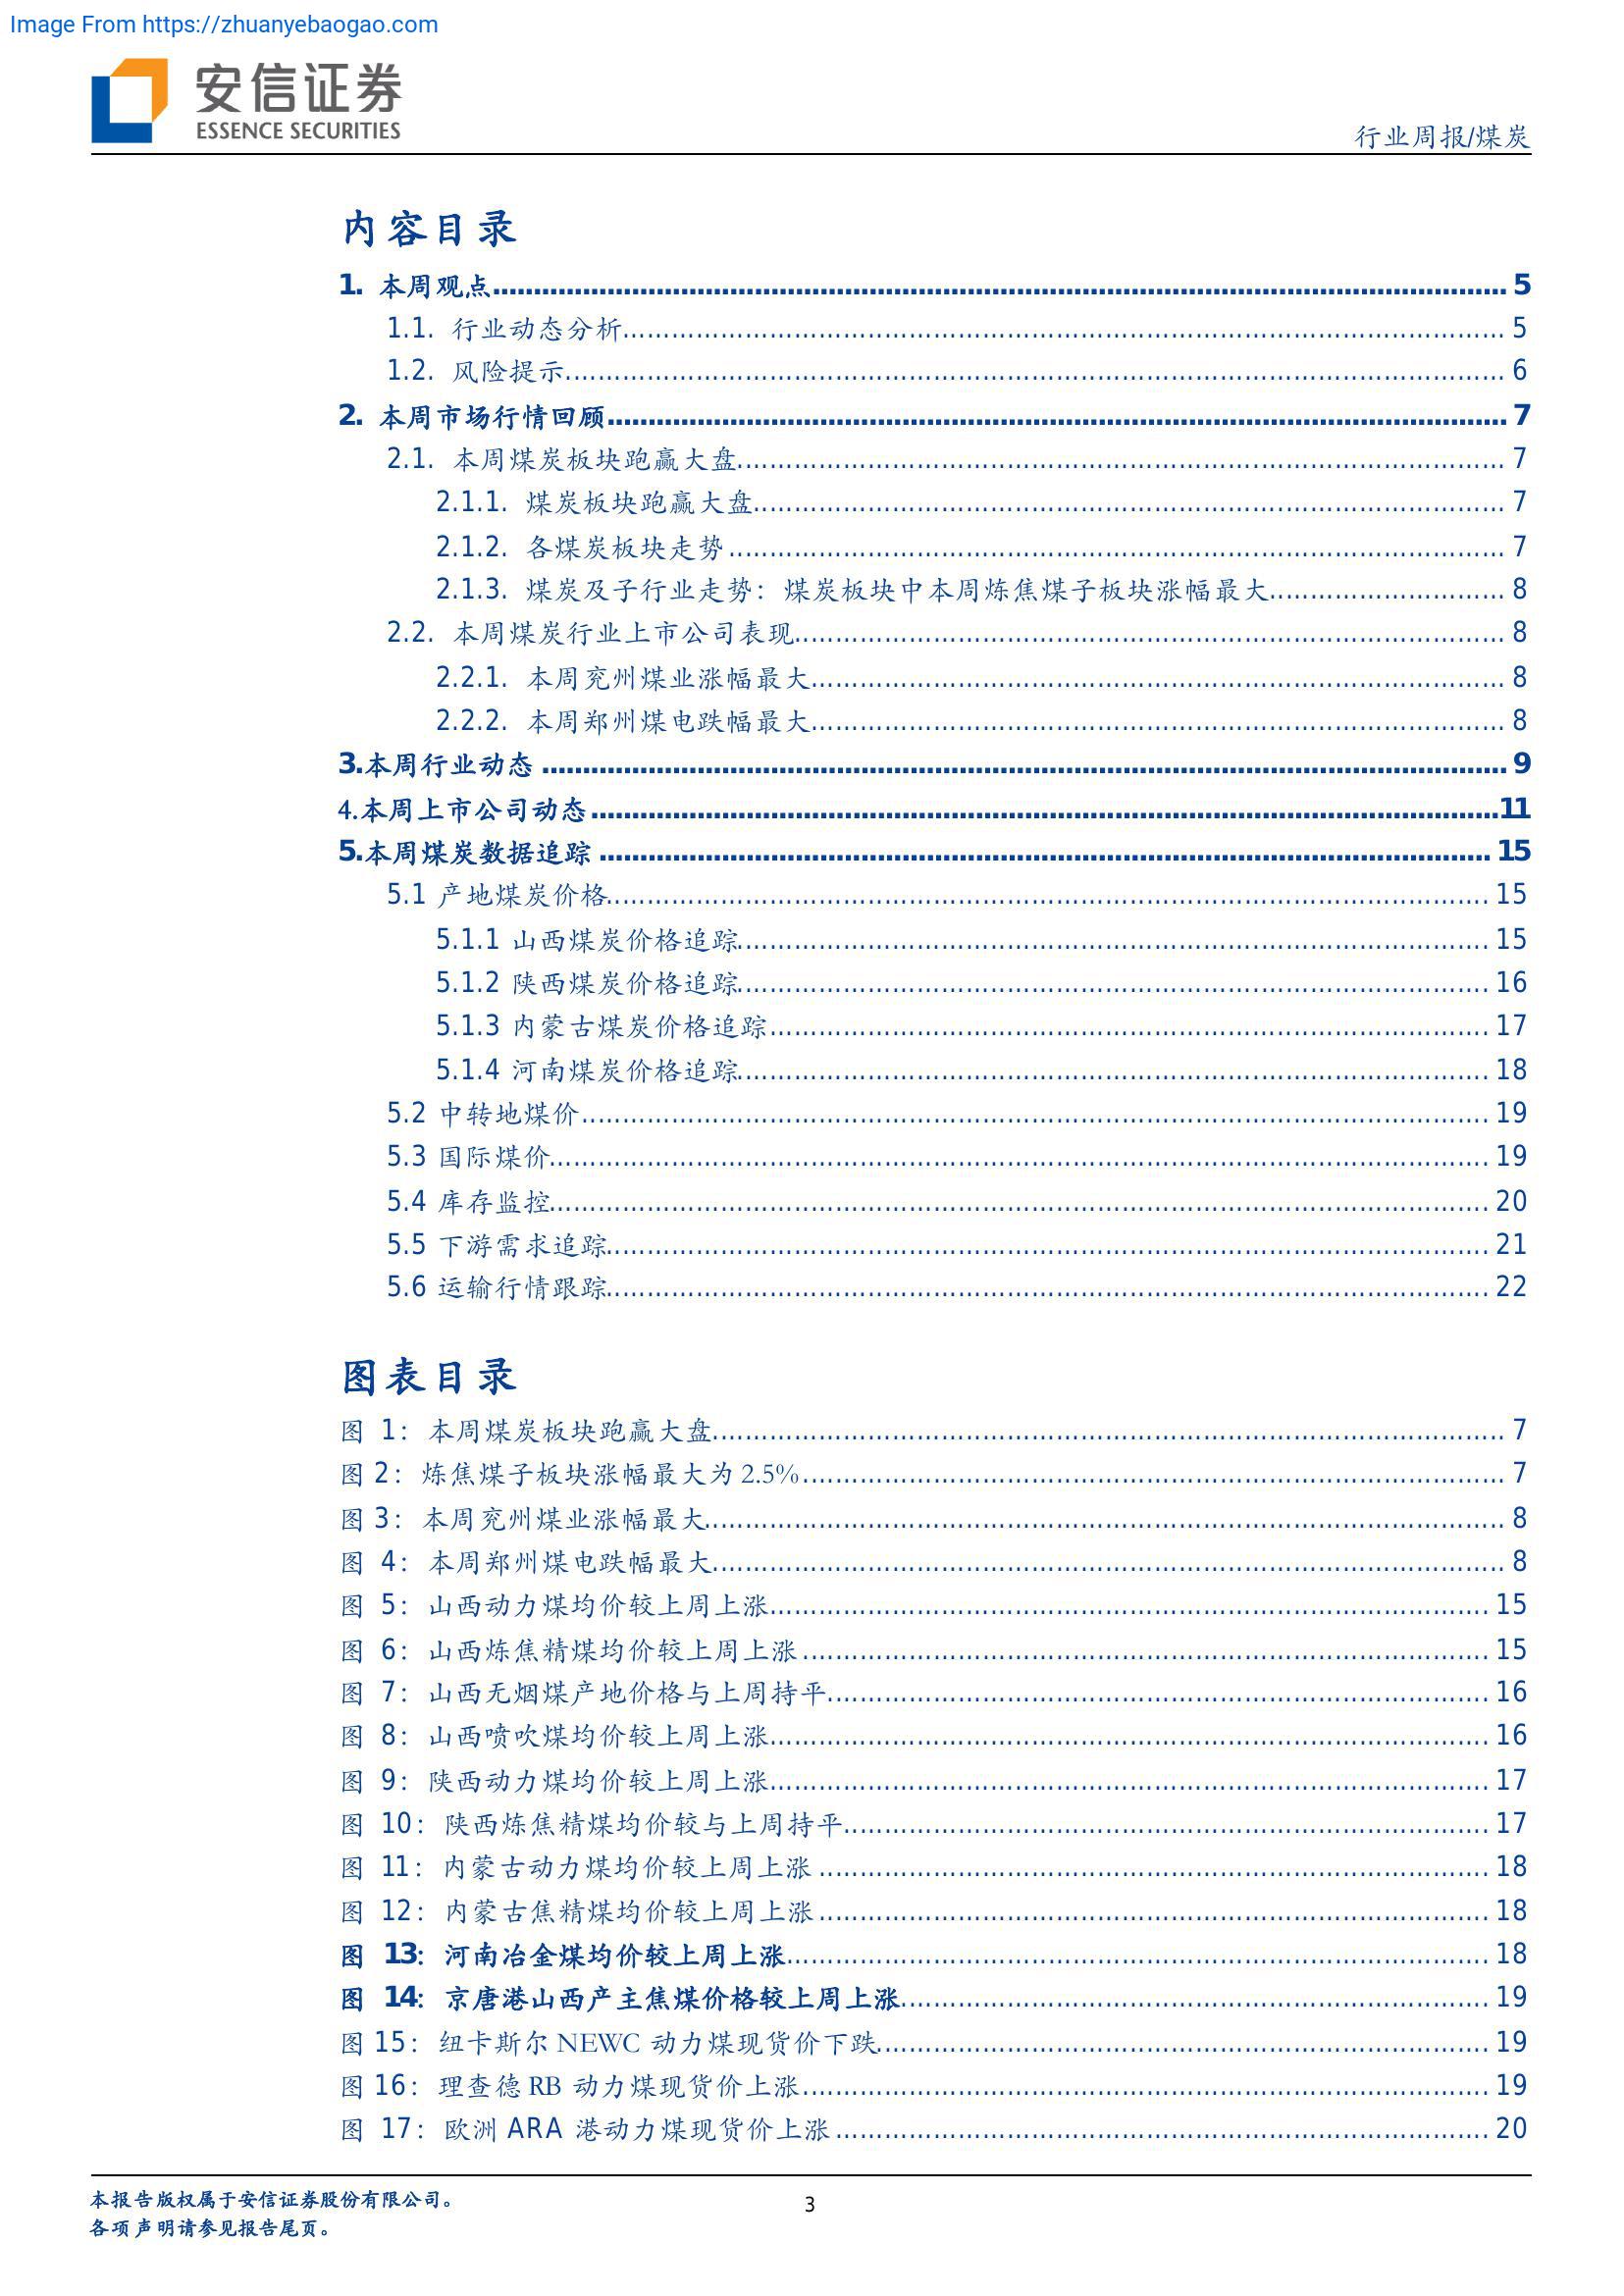 Image From https://zhuanyebaogao.com
安信证券
ESSENCE SECURITIES
行业周报/煤炭
内容目录
1. 本周观点 5
1.1. 行业动态分析 5
1.2. 风险提示 6
2. 本周市场行情回顾 7
2.1. 本周煤炭板块跑赢大盘 7
2.1.1. 煤炭板块跑赢大盘 7
2.1.2. 各煤炭板块走势 7
2.1.3. 煤炭及子行业走势：煤炭板块中本周炼焦煤子板块涨幅最大 8
2.2. 本周煤炭行业上市公司表现 8
2.2.1. 本周兖州煤业涨幅最大 8
2.2.2. 本周郑州煤电跌幅最大 8
3.本周行业动态 9
4.本周上市公司动态 11
5.本周煤炭数据追踪 15
5.1 产地煤炭价格 15
5.1.1 山西煤炭价格追踪 15
5.1.2 陕西煤炭价格追踪 16
5.1.3 内蒙古煤炭价格追踪 17
5.1.4 河南煤炭价格追踪 18
5.2 中转地煤价 19
5.3 国际煤价 19
5.4 库存监控 20
5.5 下游需求追踪 21
5.6 运输行情跟踪 22
图表目录
图 1：本周煤炭板块跑赢大盘 7
图 2：炼焦煤子板块涨幅最大为 2.5% 7
图 3：本周兖州煤业涨幅最大 8
图 4：本周郑州煤电跌幅最大 8
图 5：山西动力煤均价较上周上涨 15
图 6：山西炼焦精煤均价较上周上涨 15
图 7：山西无烟煤产地价格与上周持平 16
图 8：山西喷吹煤均价较上周上涨 16
图 9：陕西动力煤均价较上周上涨 17
图 10：陕西炼焦精煤均价较与上周持平 17
图 11：内蒙古动力煤均价较上周上涨 18
图 12：内蒙古焦精煤均价较上周上涨 18
图 13：河南冶金煤均价较上周上涨 18
图 14：京唐港山西产主焦煤价格较上周上涨 19
图 15：纽卡斯尔 NEWC 动力煤现货价下跌 19
图 16：理查德 RB 动力煤现货价上涨 19
图 17：欧洲 ARA 港动力煤现货价上涨 20
本报告版权属于安信证券股份有限公司。
3
各项声明请参见报告尾页。